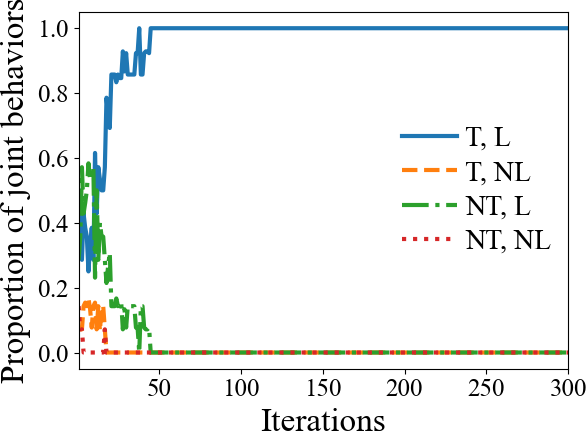 Proportion of joint behaviors
1.0
0.8
0.6
0.4
0.2
0.0
T, L
T, NL
NT, L
NT, NL
50 100 150 200 250 300
Iterations